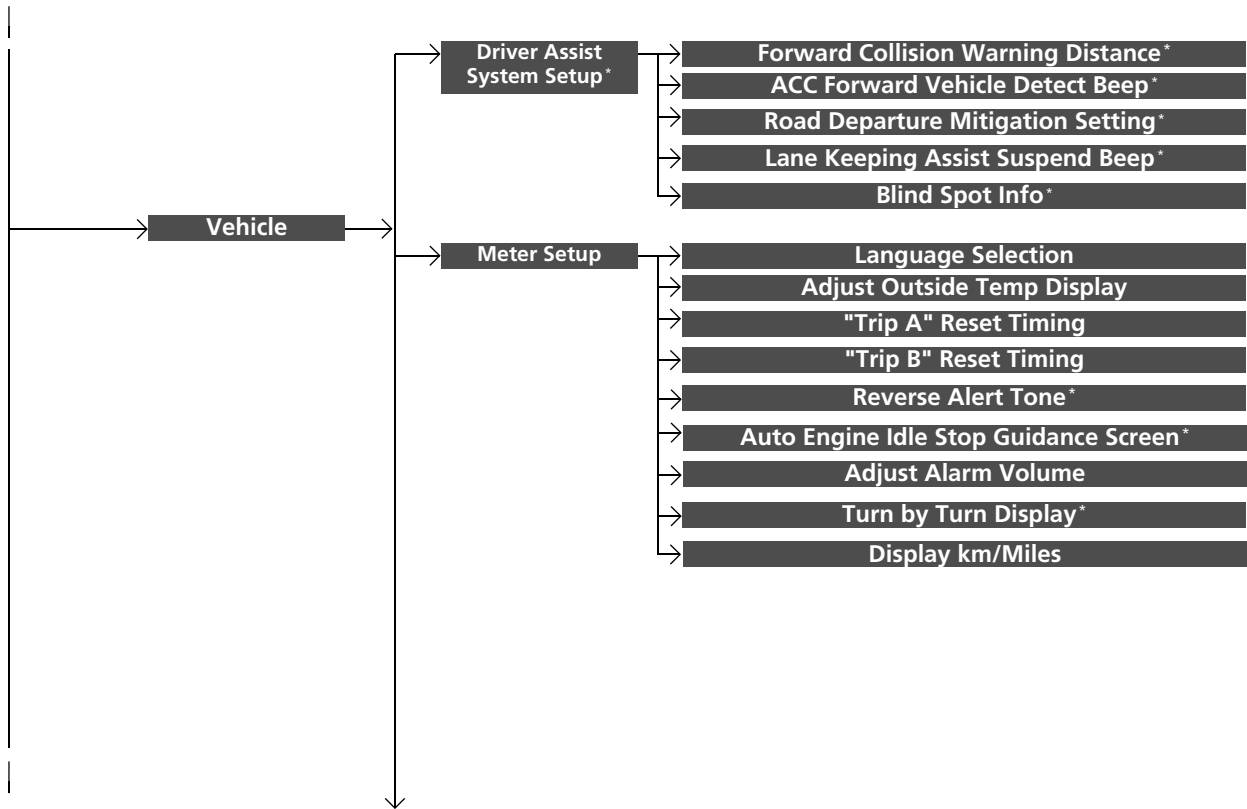 Driver Assist
System Setup*
Forward Collision Warning Distance*
ACC Forward Vehicle Detect Beep*
Road Departure Mitigation Setting*
Lane Keeping Assist Suspend Beep*
Blind Spot Info*
Vehicle
Meter Setup
Language Selection
Adjust Outside Temp Display
"Trip A" Reset Timing
"Trip B" Reset Timing
Reverse Alert Tone*
Auto Engine Idle Stop Guidance Screen*
Adjust Alarm Volume
Turn by Turn Display*
Display km/Miles